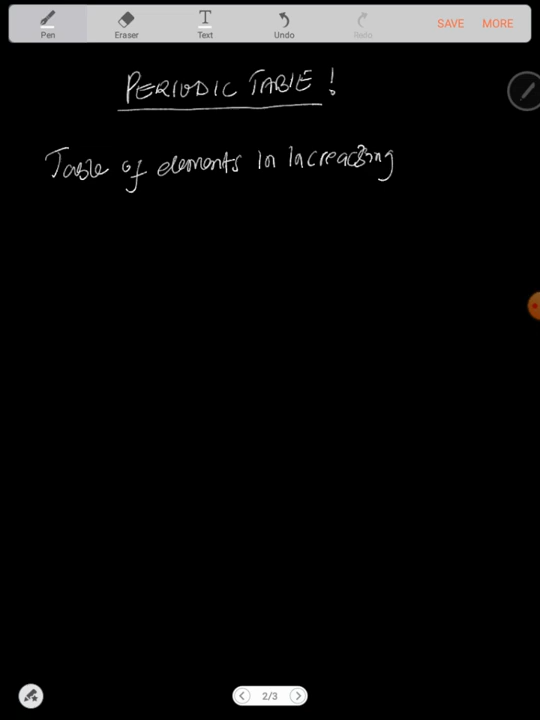 Pen Eraser Text Undo Redo SAVE MORE
PERIODIC TABLE!
Table of elements in Increasing
2/3